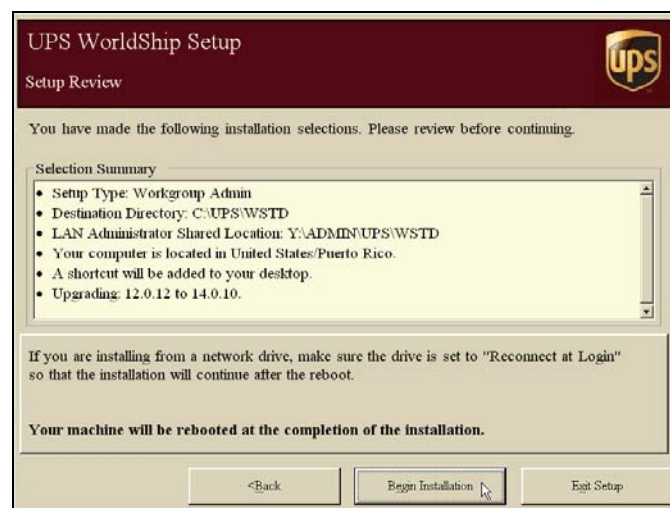 UPS WorldShip Setup
ups
Setup Review
You have made the following installation selections. Please review before continuing.
Selection Summary
• Setup Type: Workgroup Admin
• Destination Directory: C:\UPS\WSTD
• LAN Administrator Shared Location: Y:\ADMIN\UPS\WSTD
• Your computer is located in United States/Puerto Rico.
• A shortcut will be added to your desktop.
• Upgrading: 12.0.12 to 14.0.10.
If you are installing from a network drive, make sure the drive is set to "Reconnect at Login"
so that the installation will continue after the reboot.
Your machine will be rebooted at the completion of the installation.
<Back
Begin Installation
Exit Setup